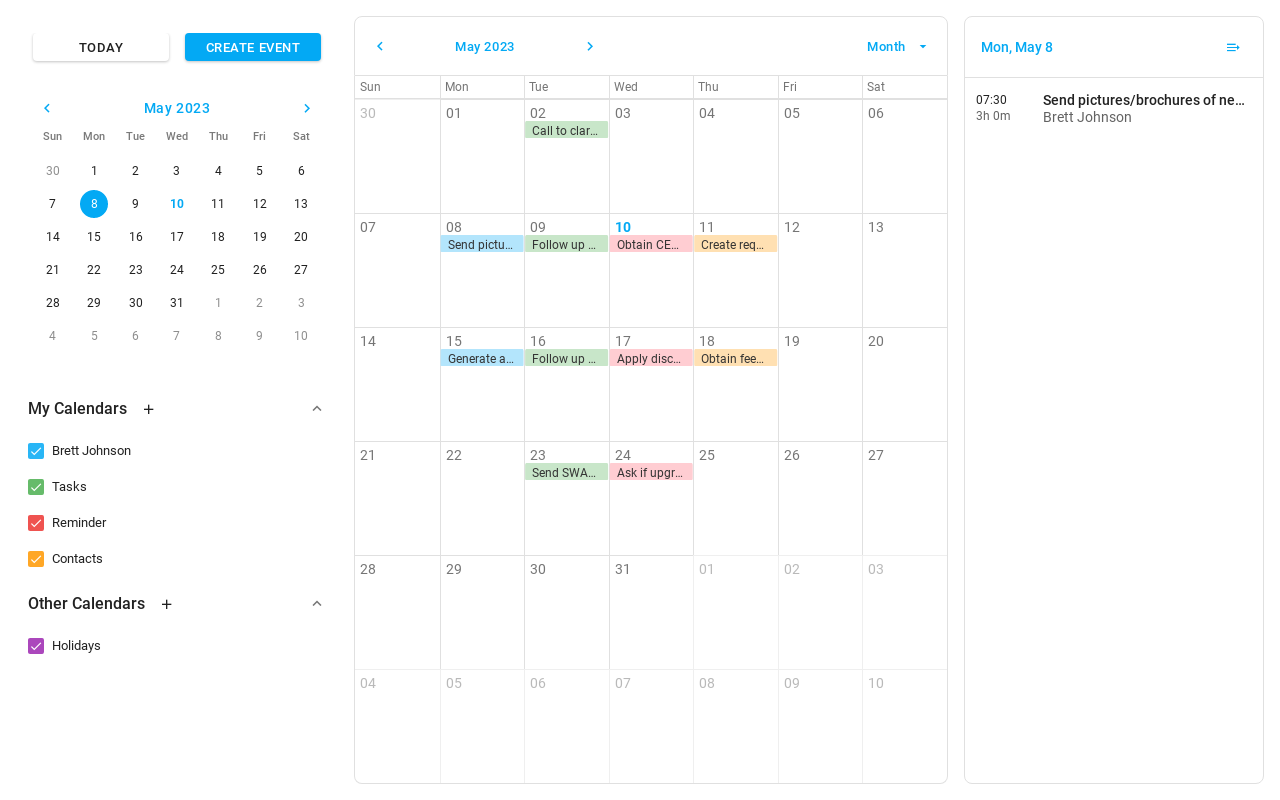 TODAY
CREATE EVENT
May 2023
Sun Mon Tue Wed Thu Fri Sat
30 1 2 3 4 5 6
7 8 9 10 11 12 13
14 15 16 17 18 19 20
21 22 23 24 25 26 27
28 29 30 31 1 2 3
4 5 6 7 8 9 10
My Calendars
Brett Johnson
Tasks
Reminder
Contacts
Other Calendars
Holidays
May 2023
Month
Sun Mon Tue Wed Thu Fri Sat
30 01 02 03 04 05 06
Call to clar...
07 08 09 10 11 12 13
Send pictu... Follow up ... Obtain CE... Create req...
14 15 16 17 18 19 20
Generate a... Follow up ... Apply disc... Obtain fee...
21 22 23 24 25 26 27
Send SWA... Ask if upgr...
28 29 30 31 01 02 03
04 05 06 07 08 09 10
Mon, May 8
07:30 Send pictures/brochures of ne...
3h 0m Brett Johnson